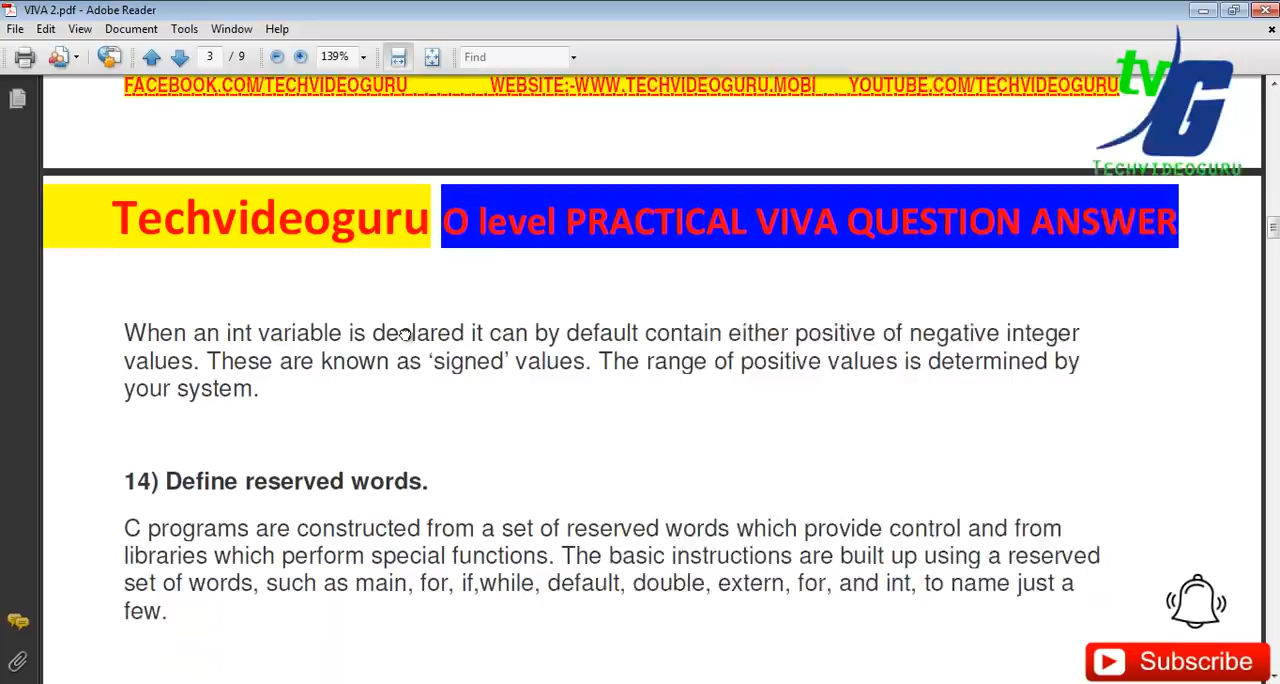 VIVA 2.pdf - Adobe Reader
File Edit View Document Tools Window Help
3 / 9 139% Find
FACEBOOK.COM/TECHVIDEOGURU WEBSITE:-WWW.TECHVIDEOGURU.MOBI YOUTUBE.COM/TECHVIDEOGURU
tvG
TECHVIDEOGURU
Techvideoguru O level PRACTICAL VIVA QUESTION ANSWER
When an int variable is declared it can by default contain either positive of negative integer
values. These are known as ‘signed’ values. The range of positive values is determined by
your system.
14) Define reserved words.
C programs are constructed from a set of reserved words which provide control and from
libraries which perform special functions. The basic instructions are built up using a reserved
set of words, such as main, for, if,while, default, double, extern, for, and int, to name just a
few.
Subscribe